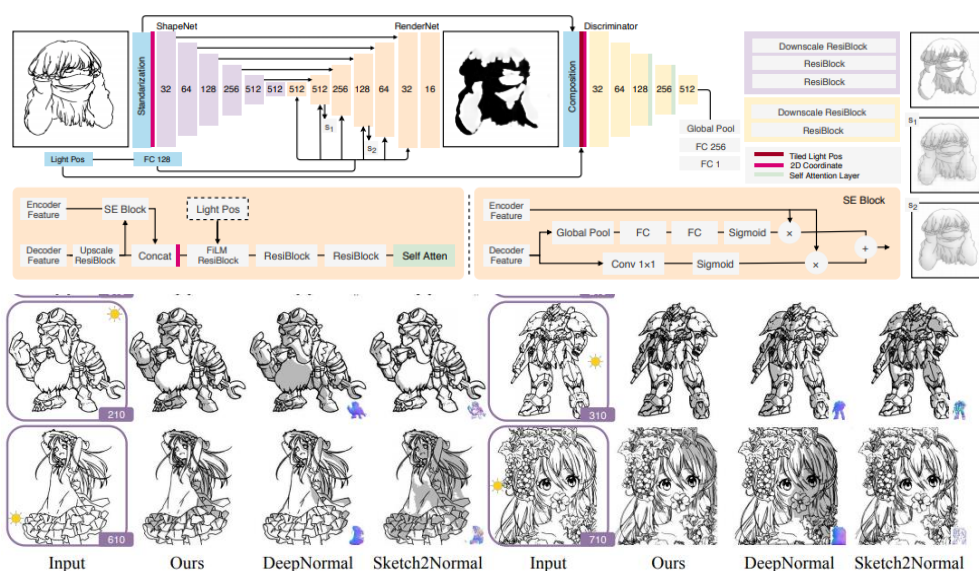 ShapeNet
RenderNet
Discriminator
Standarization
32
64
128
256
512
512
512
512
256
128
64
32
16
s1
s2
Light Pos
FC 128
Composition
32
64
128
256
512
Global Pool
FC 256
FC 1
Downscale ResiBlock
ResiBlock
ResiBlock
Downscale ResiBlock
ResiBlock
Tiled Light Pos
2D Coordinate
Self Attention Layer
s1
s2
Encoder
Feature
SE Block
Light Pos
Decoder
Feature
Upscale
ResiBlock
Concat
FiLM
ResiBlock
ResiBlock
ResiBlock
Self Atten
SE Block
Encoder
Feature
Decoder
Feature
Global Pool
FC
FC
Sigmoid
×
+
Conv 1×1
Sigmoid
×
210
310
610
710
Input
Ours
DeepNormal
Sketch2Normal
Input
Ours
DeepNormal
Sketch2Normal